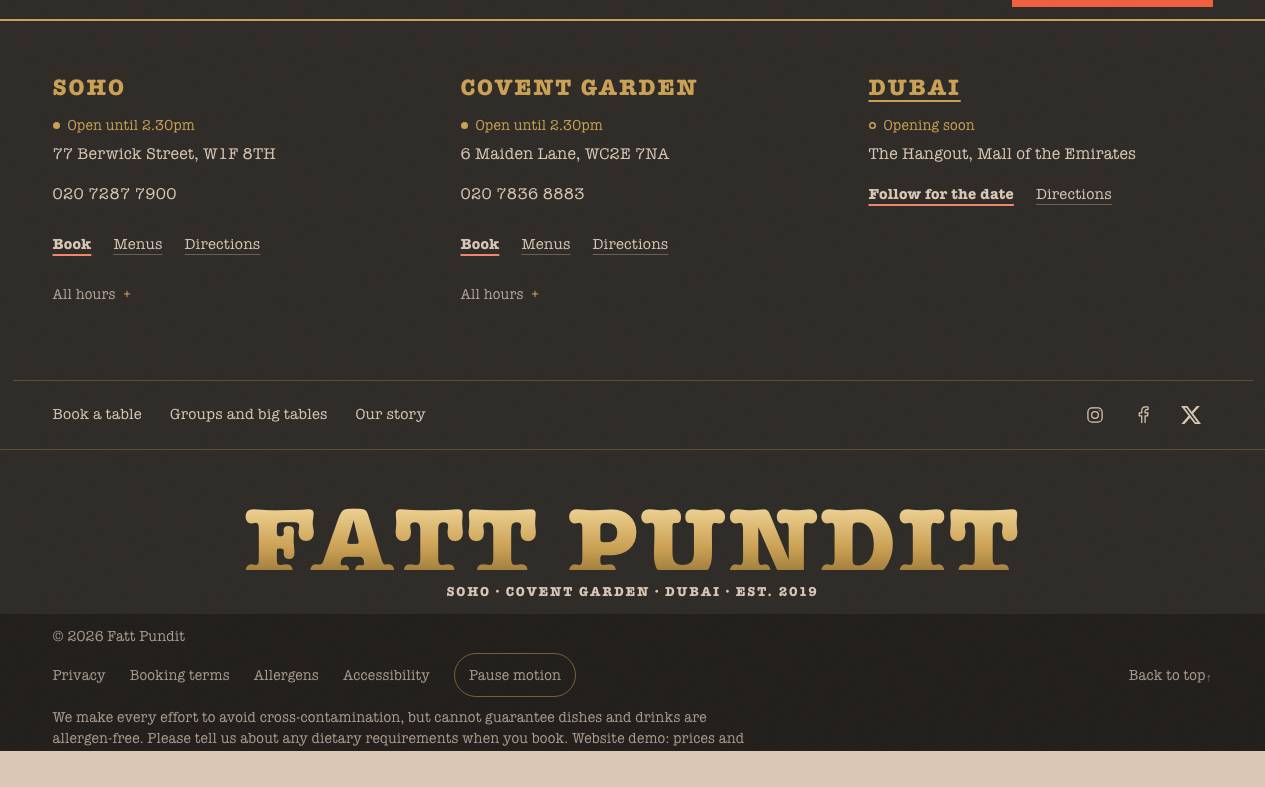 SOHO
Open until 2.30pm
77 Berwick Street, W1F 8TH
020 7287 7900
Book Menus Directions
All hours +
COVENT GARDEN
Open until 2.30pm
6 Maiden Lane, WC2E 7NA
020 7836 8883
Book Menus Directions
All hours +
DUBAI
Opening soon
The Hangout, Mall of the Emirates
Follow for the date Directions
Book a table Groups and big tables Our story
FATT PUNDIT
SOHO · COVENT GARDEN · DUBAI · EST. 2019
© 2026 Fatt Pundit
Privacy Booking terms Allergens Accessibility Pause motion Back to top↑
We make every effort to avoid cross-contamination, but cannot guarantee dishes and drinks are
allergen-free. Please tell us about any dietary requirements when you book. Website demo: prices and